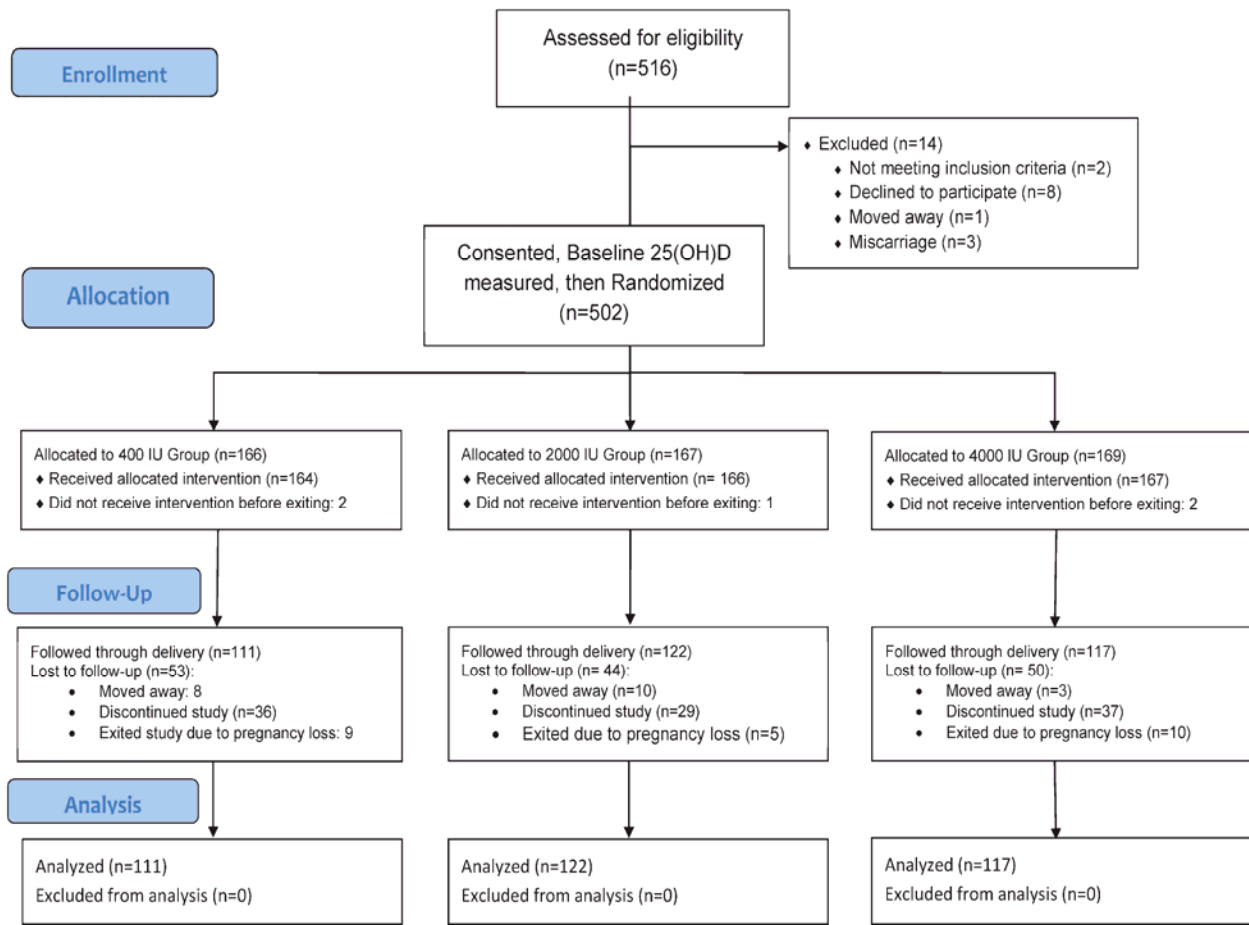 Enrollment
Assessed for eligibility
(n=516)
♦ Excluded (n=14)
♦ Not meeting inclusion criteria (n=2)
♦ Declined to participate (n=8)
♦ Moved away (n=1)
♦ Miscarriage (n=3)
Allocation
Consented, Baseline 25(OH)D
measured, then Randomized
(n=502)
Allocated to 400 IU Group (n=166)
♦ Received allocated intervention (n=164)
♦ Did not receive intervention before exiting: 2
Allocated to 2000 IU Group (n=167)
♦ Received allocated intervention (n= 166)
♦ Did not receive intervention before exiting: 1
Allocated to 4000 IU Group (n=169)
♦ Received allocated intervention (n=167)
♦ Did not receive intervention before exiting: 2
Follow-Up
Followed through delivery (n=111)
Lost to follow-up (n=53):
• Moved away: 8
• Discontinued study (n=36)
• Exited study due to pregnancy loss: 9
Followed through delivery (n=122)
Lost to follow-up (n= 44):
• Moved away (n=10)
• Discontinued study (n=29)
• Exited due to pregnancy loss (n=5)
Followed through delivery (n=117)
Lost to follow-up (n= 50):
• Moved away (n=3)
• Discontinued study (n=37)
• Exited due to pregnancy loss (n=10)
Analysis
Analyzed (n=111)
Excluded from analysis (n=0)
Analyzed (n=122)
Excluded from analysis (n=0)
Analyzed (n=117)
Excluded from analysis (n=0)